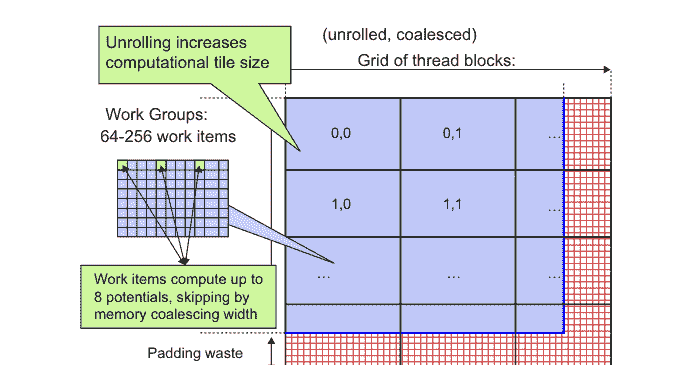 (unrolled, coalesced)
Grid of thread blocks:
Unrolling increases
computational tile size
Work Groups:
64-256 work items
0,0
0,1
...
1,0
1,1
...
...
...
...
Work items compute up to
8 potentials, skipping by
memory coalescing width
Padding waste